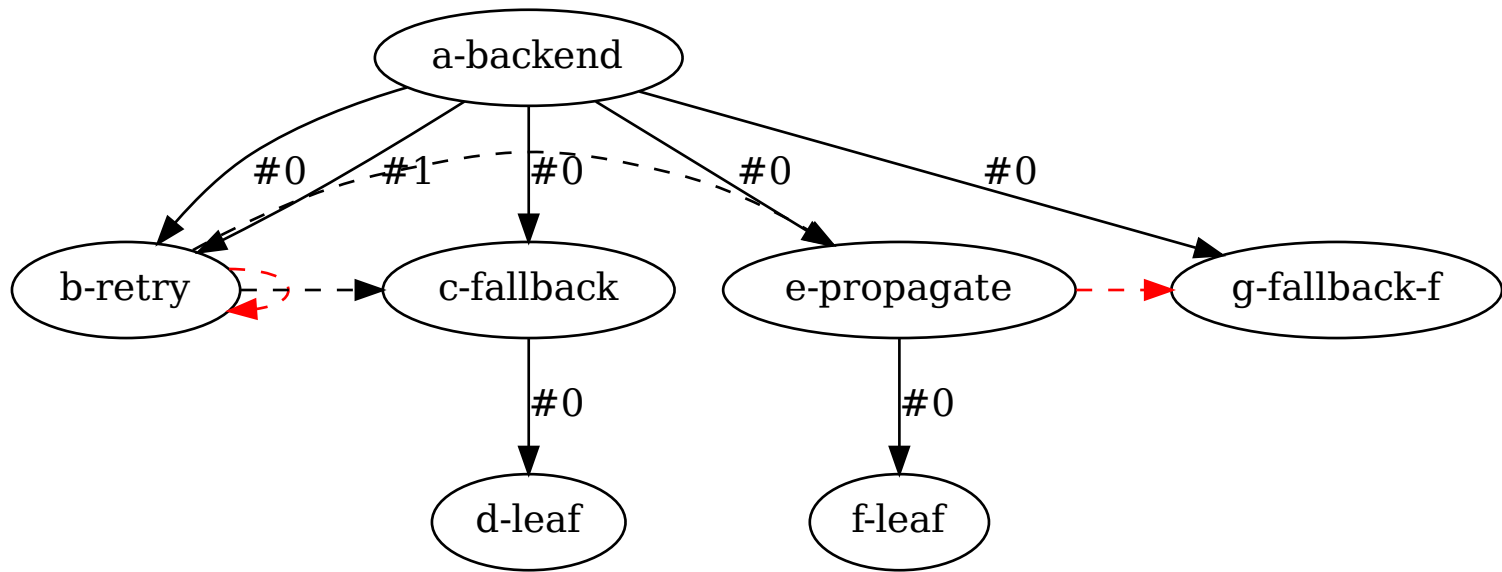 a-backend
#0 #1 #0 #0 #0
b-retry c-fallback e-propagate g-fallback-f
#0 #0
d-leaf f-leaf